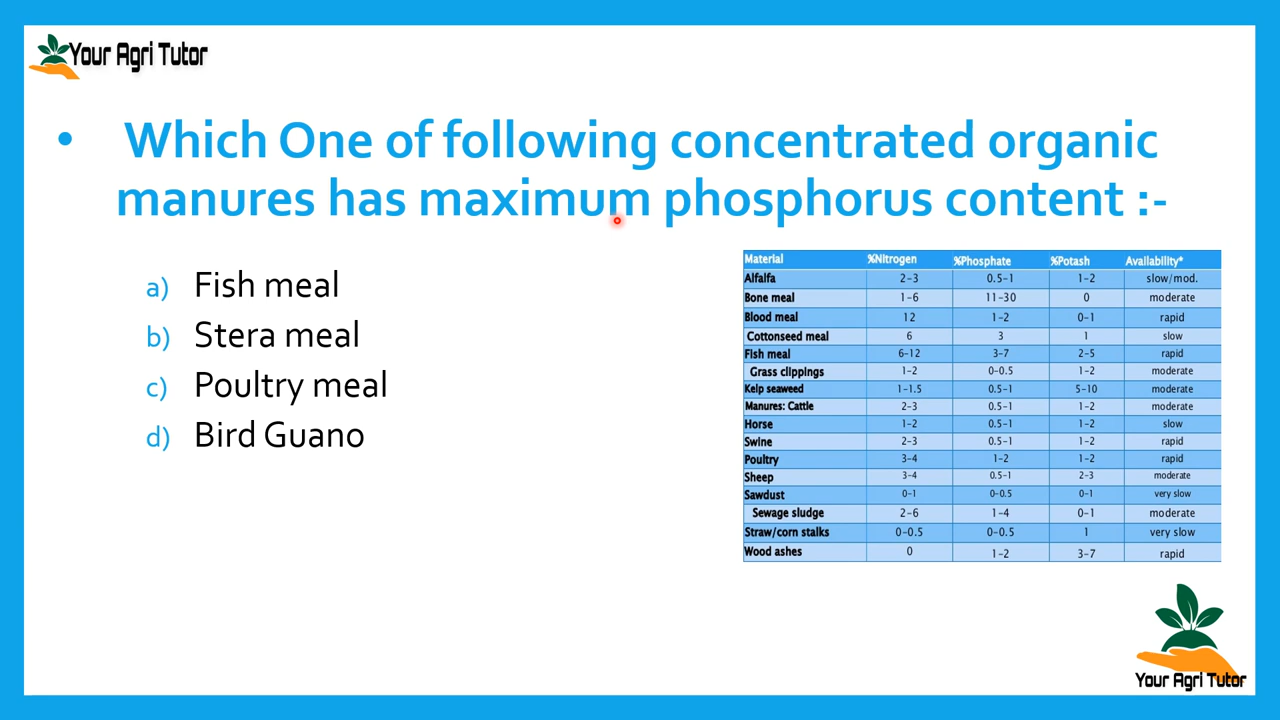 Your Agri Tutor
• Which One of following concentrated organic
manures has maximum phosphorus content :-
a) Fish meal
b) Stera meal
c) Poultry meal
d) Bird Guano
Material %Nitrogen %Phosphate %Potash Availability*
Alfalfa 2-3 0.5-1 1-2 slow/mod.
Bone meal 1-6 11-30 0 moderate
Blood meal 12 1-2 0-1 rapid
Cottonseed meal 6 3 1 slow
Fish meal 6-12 3-7 2-5 rapid
Grass clippings 1-2 0-0.5 1-2 moderate
Kelp seaweed 1-1.5 0.5-1 5-10 moderate
Manures: Cattle 2-3 0.5-1 1-2 moderate
Horse 1-2 0.5-1 1-2 slow
Swine 2-3 0.5-1 1-2 rapid
Poultry 3-4 1-2 1-2 rapid
Sheep 3-4 0.5-1 2-3 moderate
Sawdust 0-1 0-0.5 0-1 very slow
Sewage sludge 2-6 1-4 0-1 moderate
Straw/corn stalks 0-0.5 0-0.5 1 very slow
Wood ashes 0 1-2 3-7 rapid
Your Agri Tutor